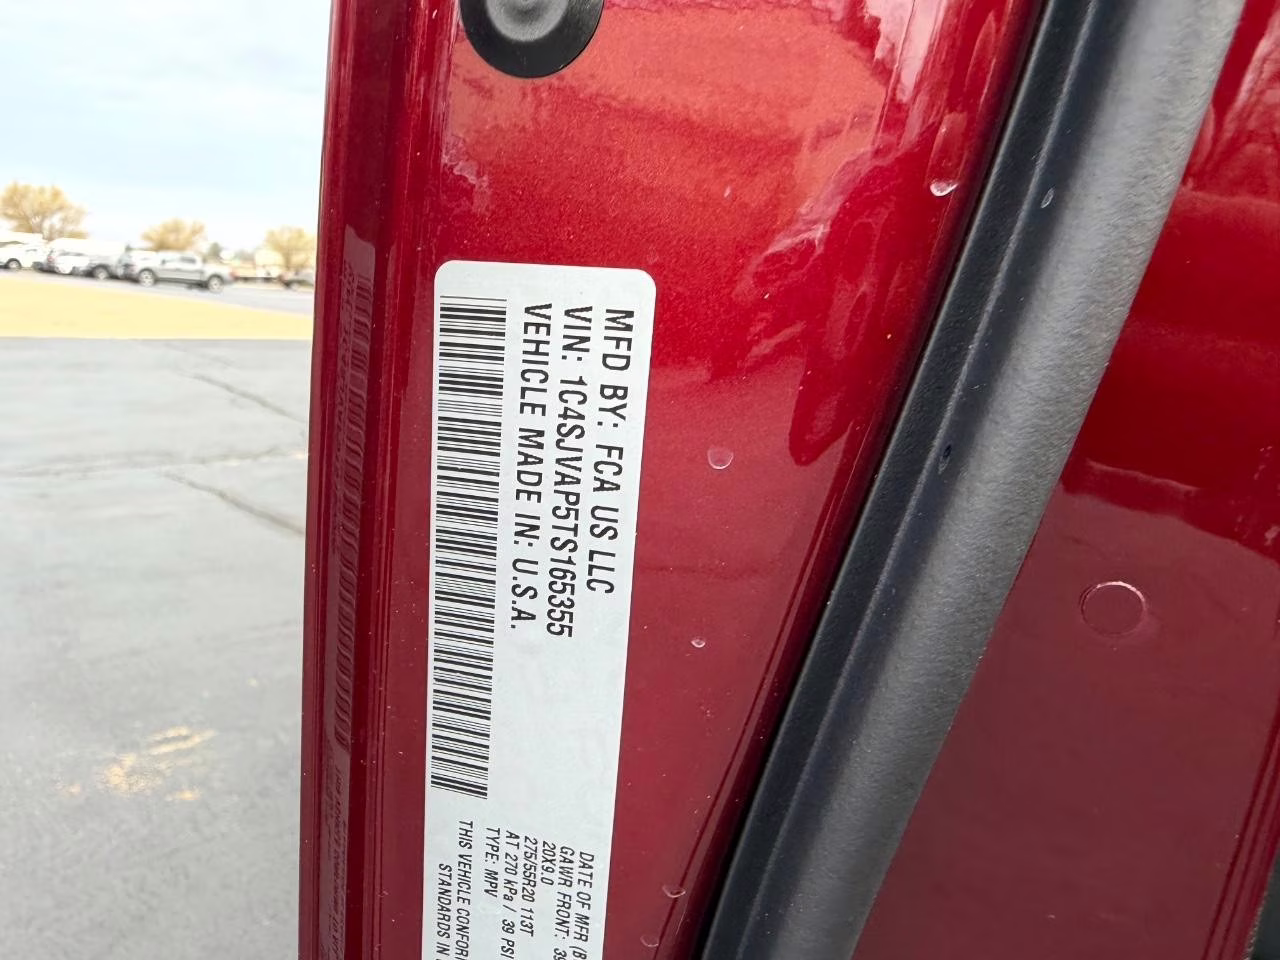 MFD BY: FCA US LLC
VIN: 1C4SJVAP5TS165355
VEHICLE MADE IN: U.S.A.
DATE OF MFR (B
GAWR FRONT: 39
20X9.0
275/55R20 113T
AT 270 kPa / 39 PSI
TYPE: MPV
THIS VEHICLE CONFOR
STANDARDS IN